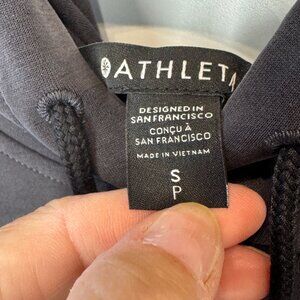 ATHLETA
DESIGNED IN
SAN FRANCISCO
CONÇU À
SAN FRANCISCO
MADE IN VIETNAM
S
P